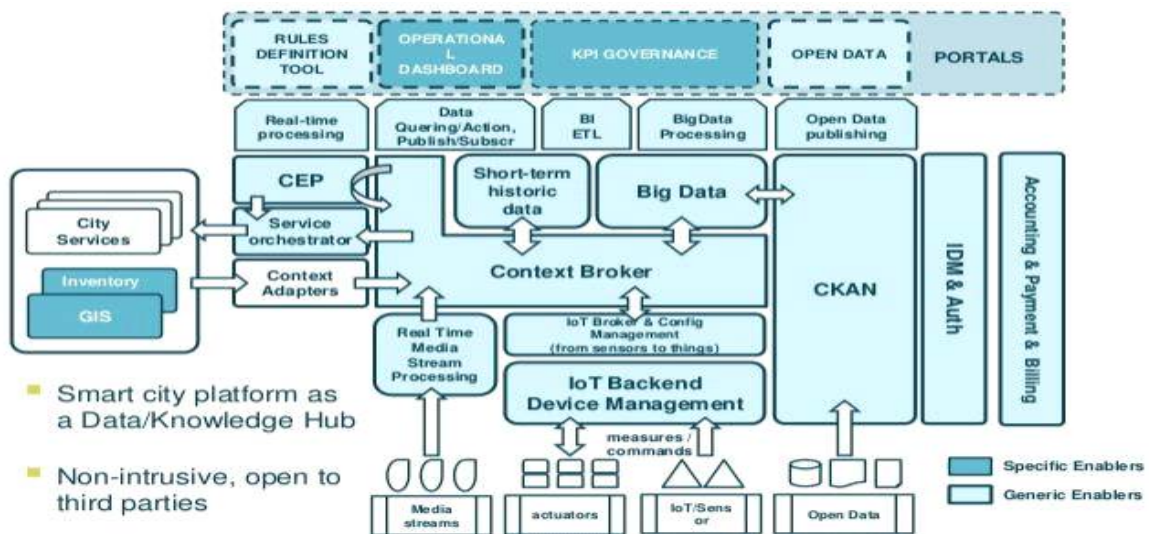 RULES
DEFINITION
TOOL
OPERATIONA
L
DASHBOARD
KPI GOVERNANCE
OPEN DATA
PORTALS
Real-time
processing
Data
Quering/Action,
Publish/Subscr
BI
ETL
BigData
Processing
Open Data
publishing
CEP
Short-term
historic
data
Big Data
City
Services
Service
orchestrator
Inventory
GIS
Context
Adapters
Context Broker
CKAN
IDM & Auth
Accounting & Payment & Billing
Real Time
Media
Stream
Processing
IoT Broker & Config
Management
(from sensors to things)
IoT Backend
Device Management
measures /
commands
Smart city platform as
a Data/Knowledge Hub
Non-intrusive, open to
third parties
Media
streams
actuators
IoT/Sens
or
Open Data
Specific Enablers
Generic Enablers